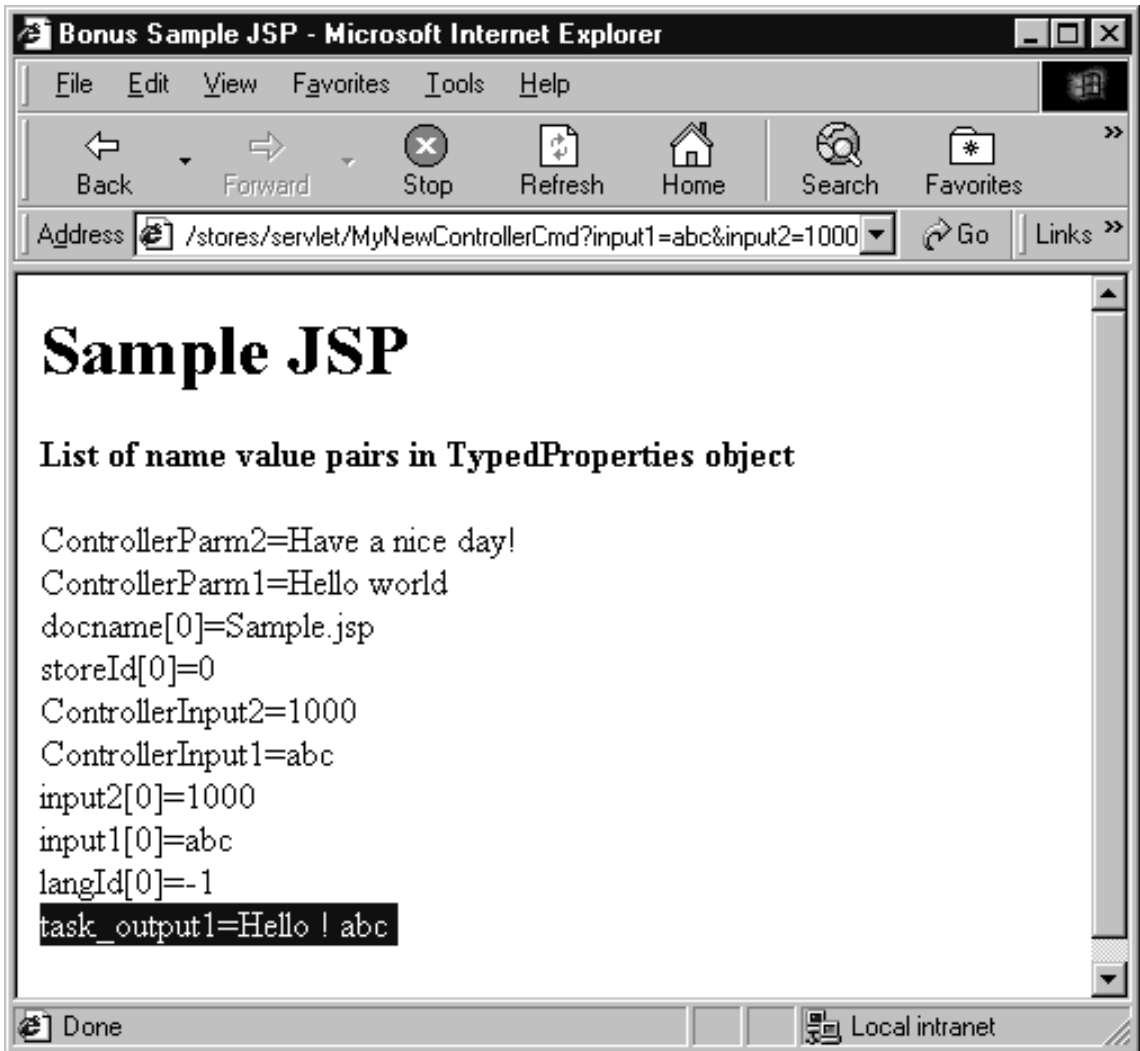 Bonus Sample JSP - Microsoft Internet Explorer
File Edit View Favorites Tools Help
Back Forward Stop Refresh Home Search Favorites »
Address /stores/servlet/MyNewControllerCmd?input1=abc&input2=1000 Go Links »
Sample JSP
List of name value pairs in TypedProperties object
ControllerParm2=Have a nice day!
ControllerParm1=Hello world
docname[0]=Sample.jsp
storeId[0]=0
ControllerInput2=1000
ControllerInput1=abc
input2[0]=1000
input1[0]=abc
langId[0]=-1
task_output1=Hello ! abc
Done Local intranet